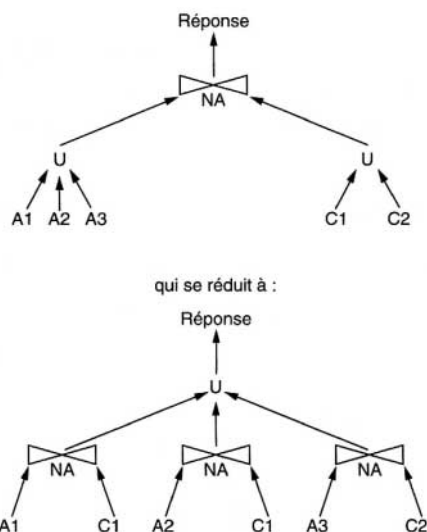 Réponse
NA
U U
A1 A2 A3 C1 C2
qui se réduit à :
Réponse
U
NA NA NA
A1 C1 A2 C1 A3 C2